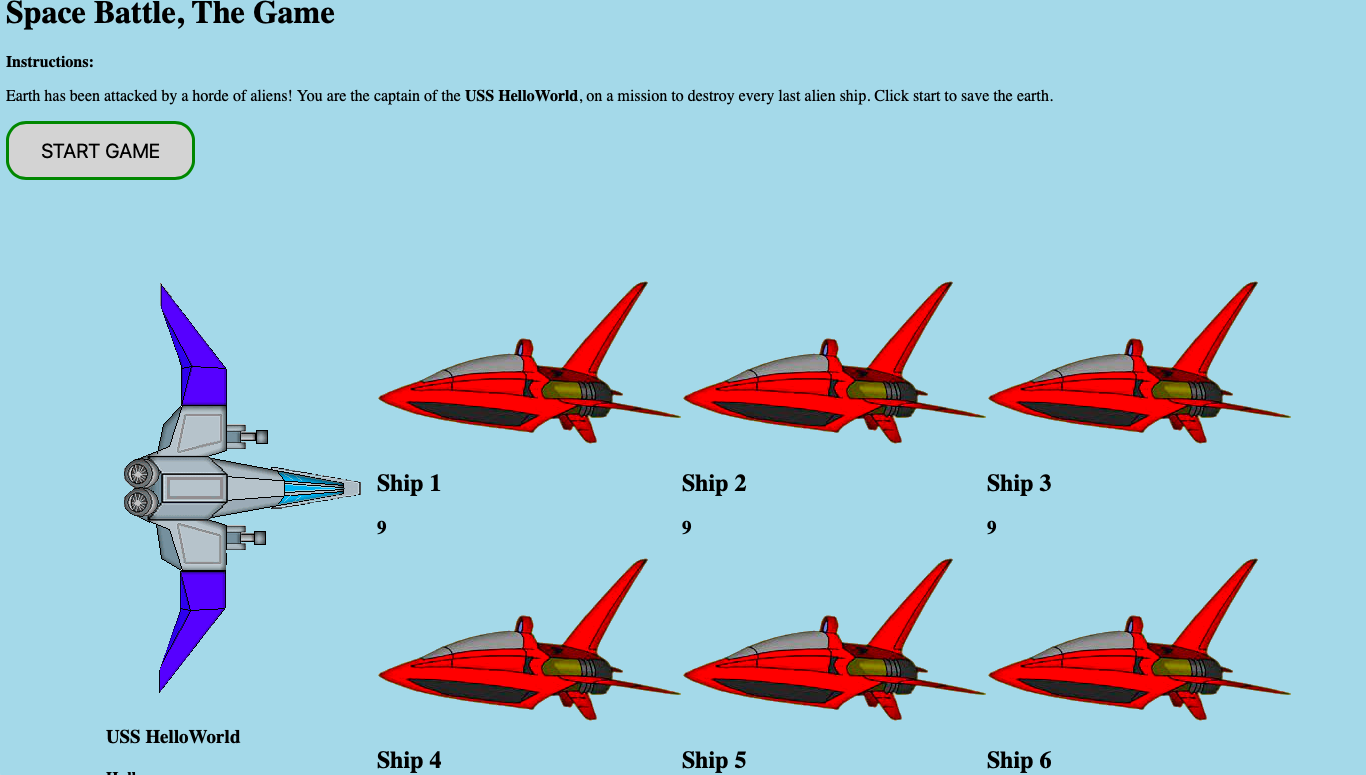 Space Battle, The Game
Instructions:
Earth has been attacked by a horde of aliens! You are the captain of the USS HelloWorld, on a mission to destroy every last alien ship. Click start to save the earth.
START GAME
Ship 1 Ship 2 Ship 3
9 9 9
USS HelloWorld
Ship 4 Ship 5 Ship 6